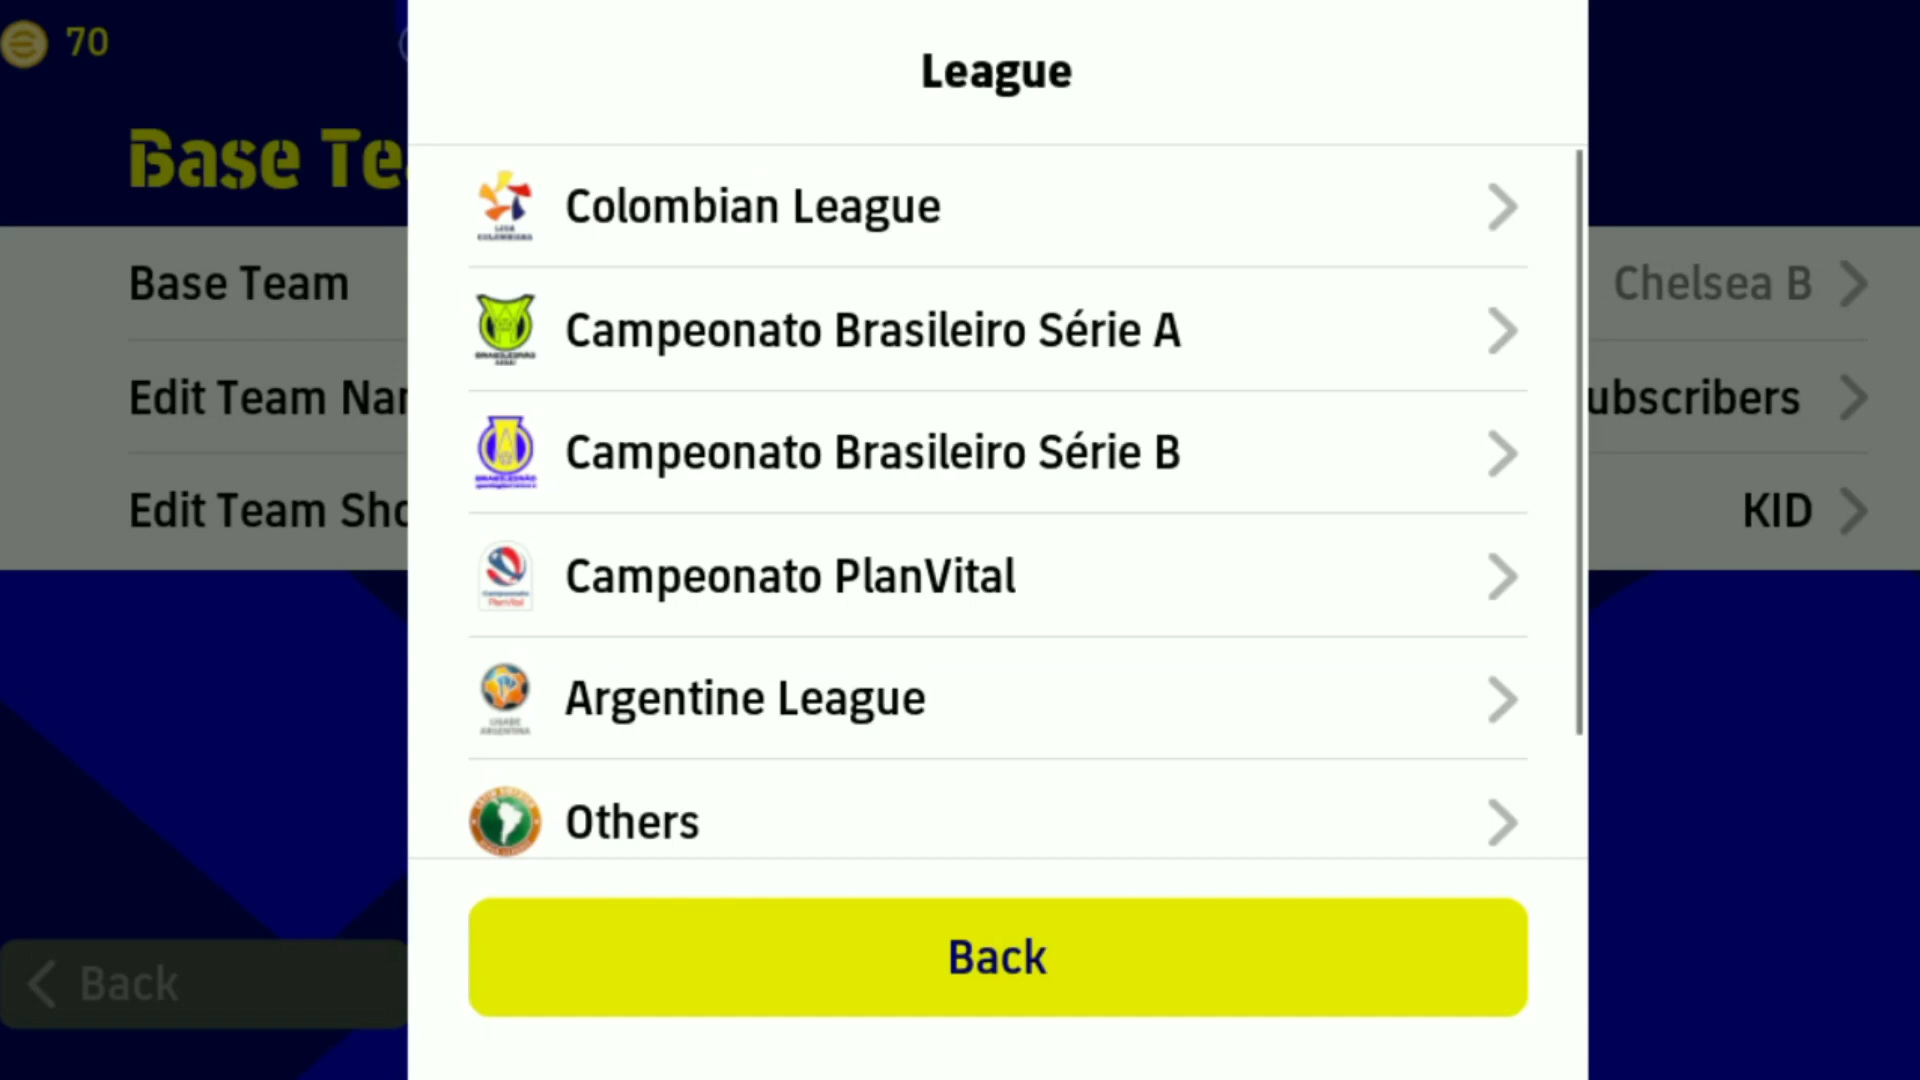 70
League
Base Te
Colombian League
Base Team
Chelsea B
Campeonato Brasileiro Série A
Edit Team Nar
ubscribers
Campeonato Brasileiro Série B
Edit Team Sho
KID
Campeonato PlanVital
Argentine League
Others
Back
Back